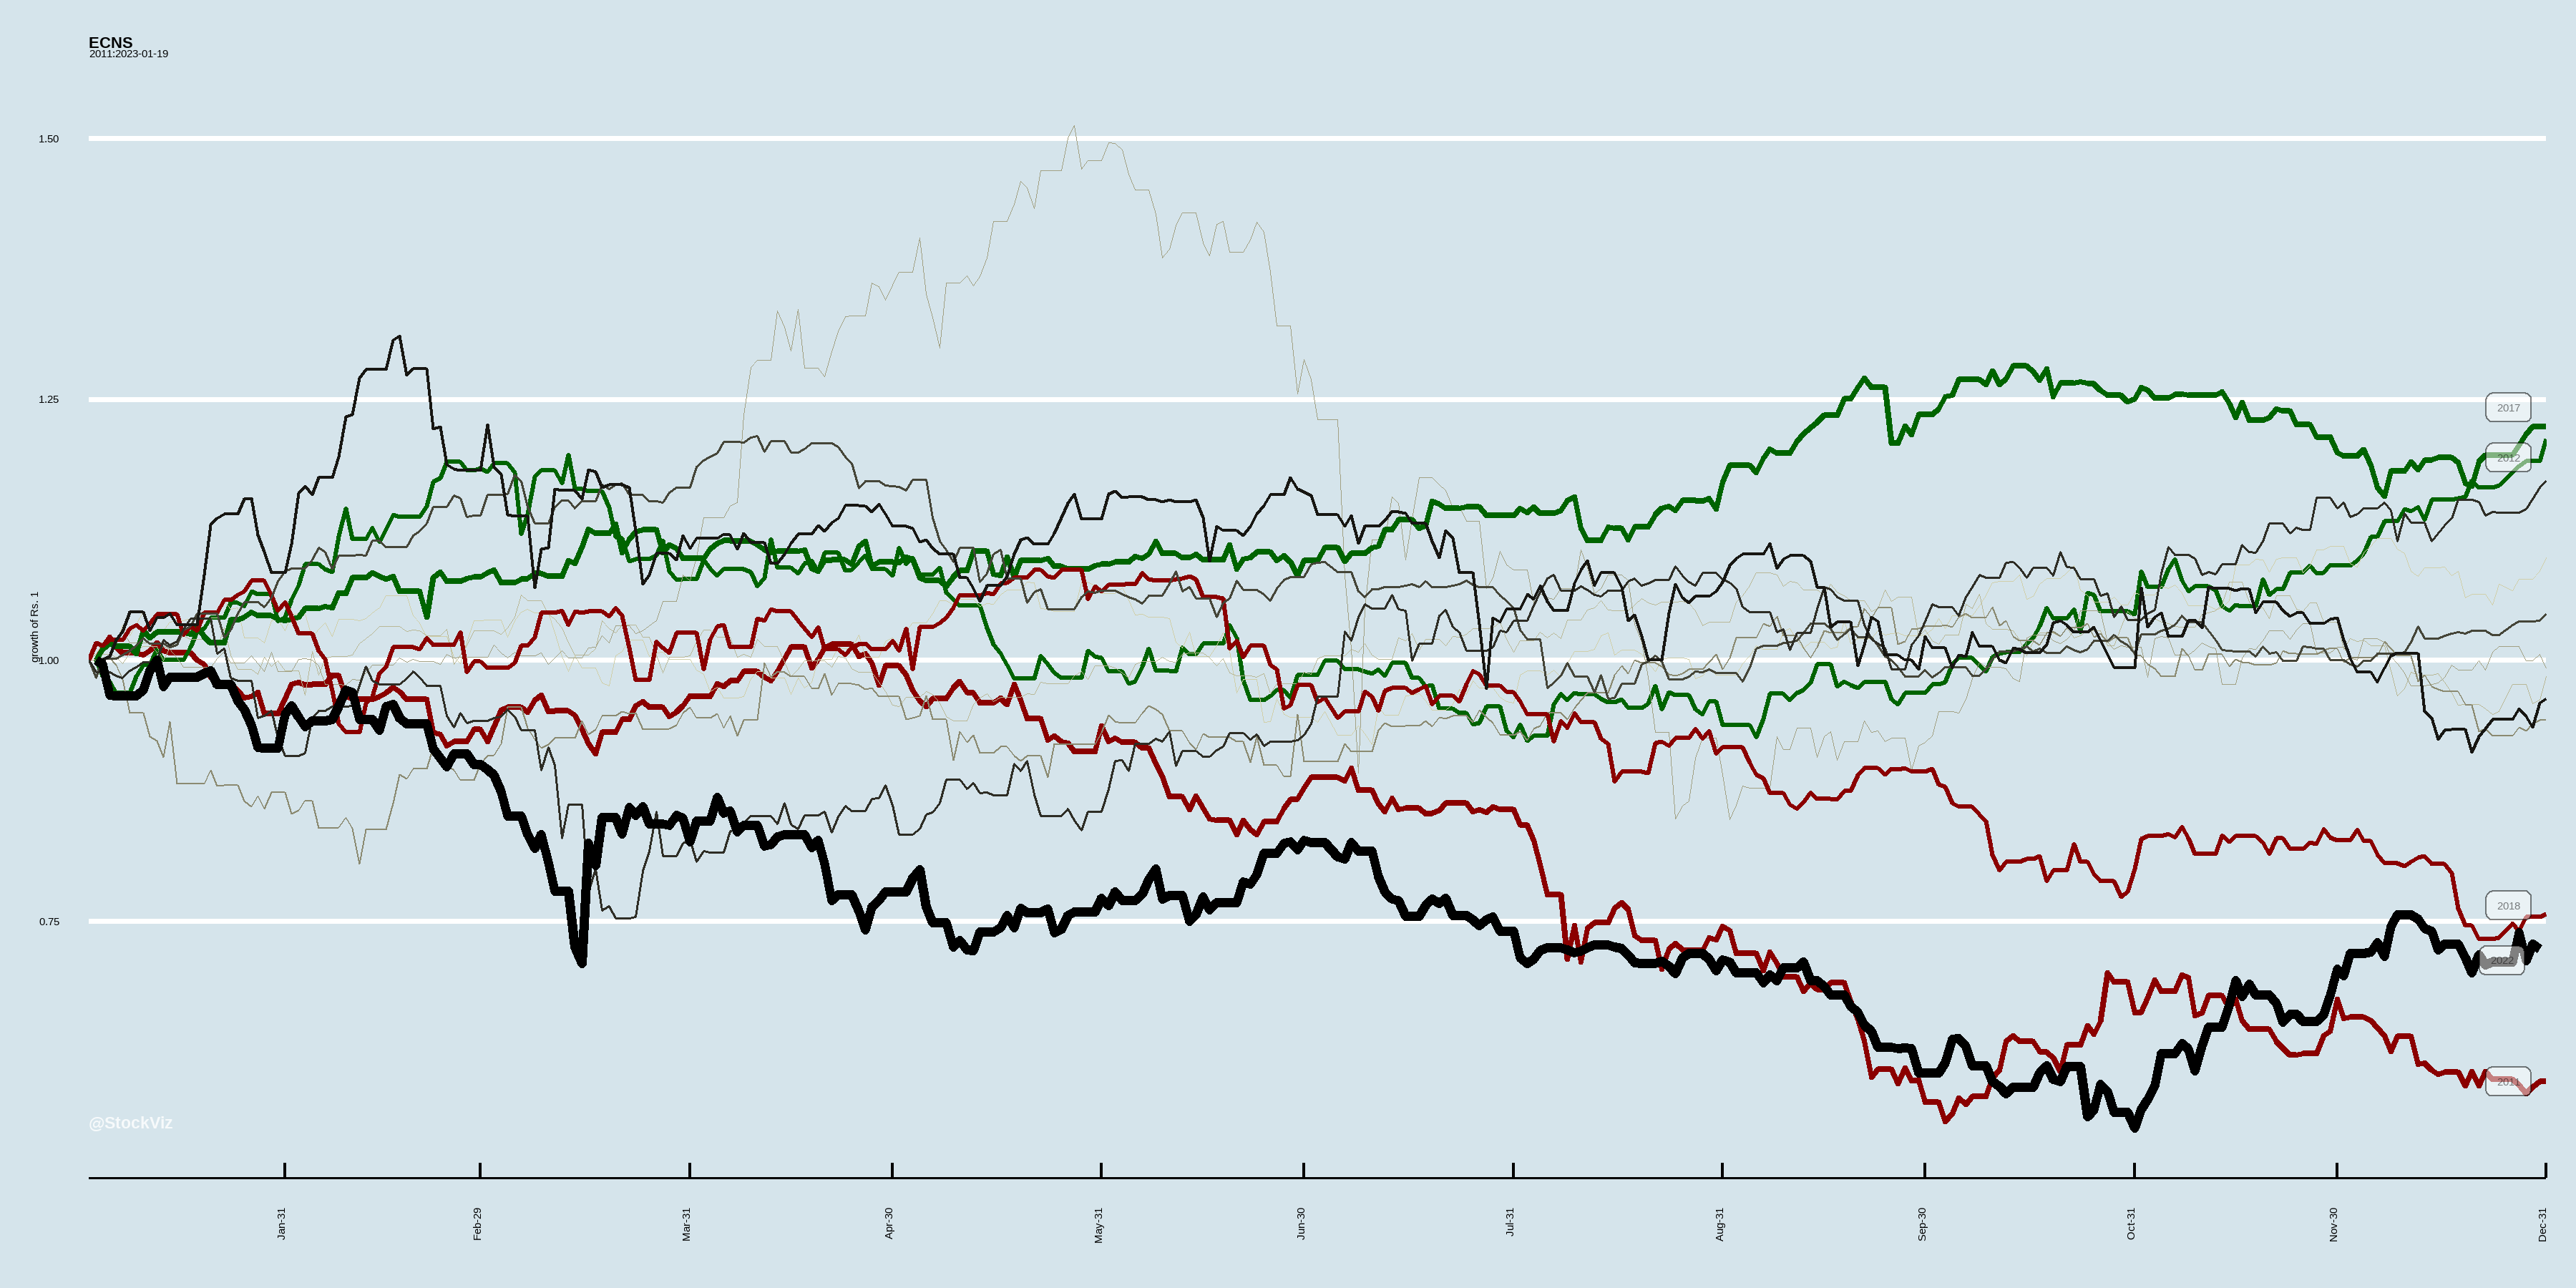 ECNS
2011:2023-01-19
1.50
1.25
1.00
0.75
growth of Rs. 1
2017
2012
2018
2022
2011
@StockViz
Jan-31
Feb-29
Mar-31
Apr-30
May-31
Jun-30
Jul-31
Aug-31
Sep-30
Oct-31
Nov-30
Dec-31